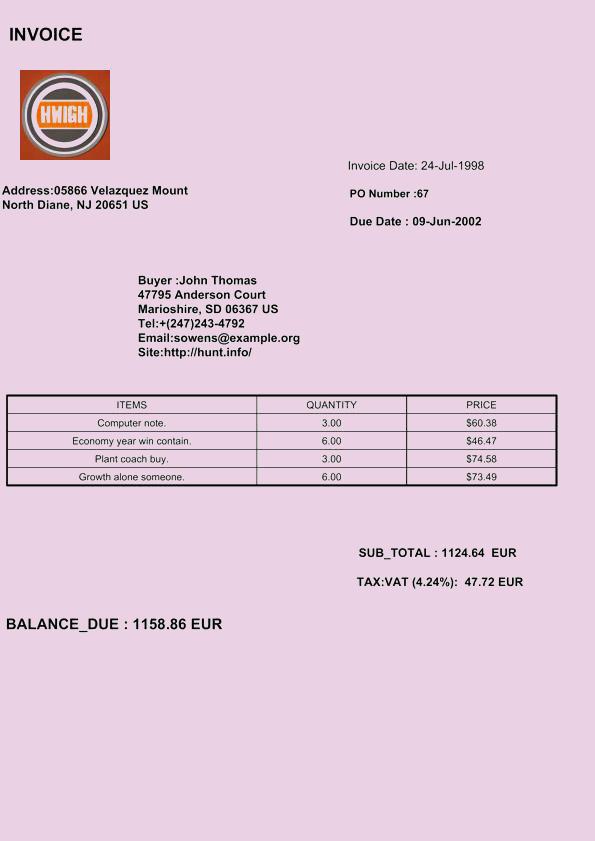 INVOICE
HWIGH
Invoice Date: 24-Jul-1998
Address:05866 Velazquez Mount
North Diane, NJ 20651 US
PO Number :67
Due Date : 09-Jun-2002
Buyer :John Thomas
47795 Anderson Court
Marioshire, SD 06367 US
Tel:+(247)243-4792
Email:sowens@example.org
Site:http://hunt.info/
ITEMS QUANTITY PRICE
Computer note. 3.00 $60.38
Economy year win contain. 6.00 $46.47
Plant coach buy. 3.00 $74.58
Growth alone someone. 6.00 $73.49
SUB_TOTAL : 1124.64 EUR
TAX:VAT (4.24%): 47.72 EUR
BALANCE_DUE : 1158.86 EUR